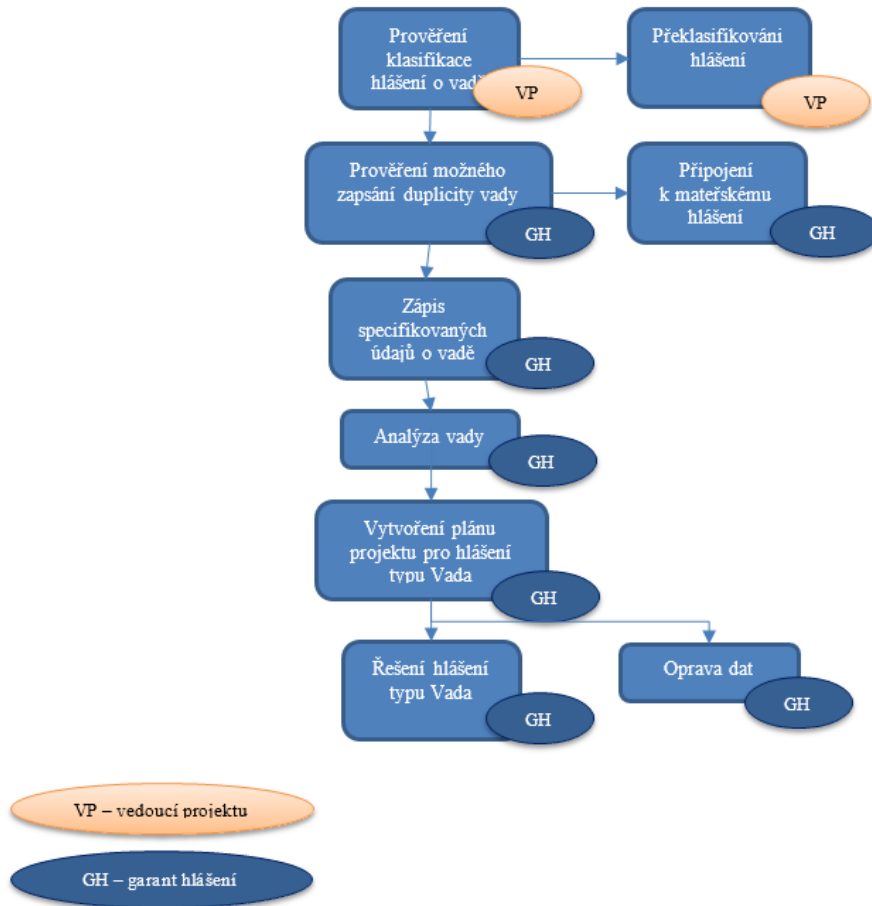 Prověření
klasifikace
hlášení o vadě
VP
Překlasifikováni
hlášení
VP
Prověření možného
zapsání duplicity vady
GH
Připojení
k mateřskému
hlášení
GH
Zápis
specifikovaných
údajů o vadě
GH
Analýza vady
GH
Vytvoření plánu
projektu pro hlášení
typu Vada
GH
Řešení hlášení
typu Vada
GH
Oprava dat
GH
VP – vedoucí projektu
GH – garant hlášení